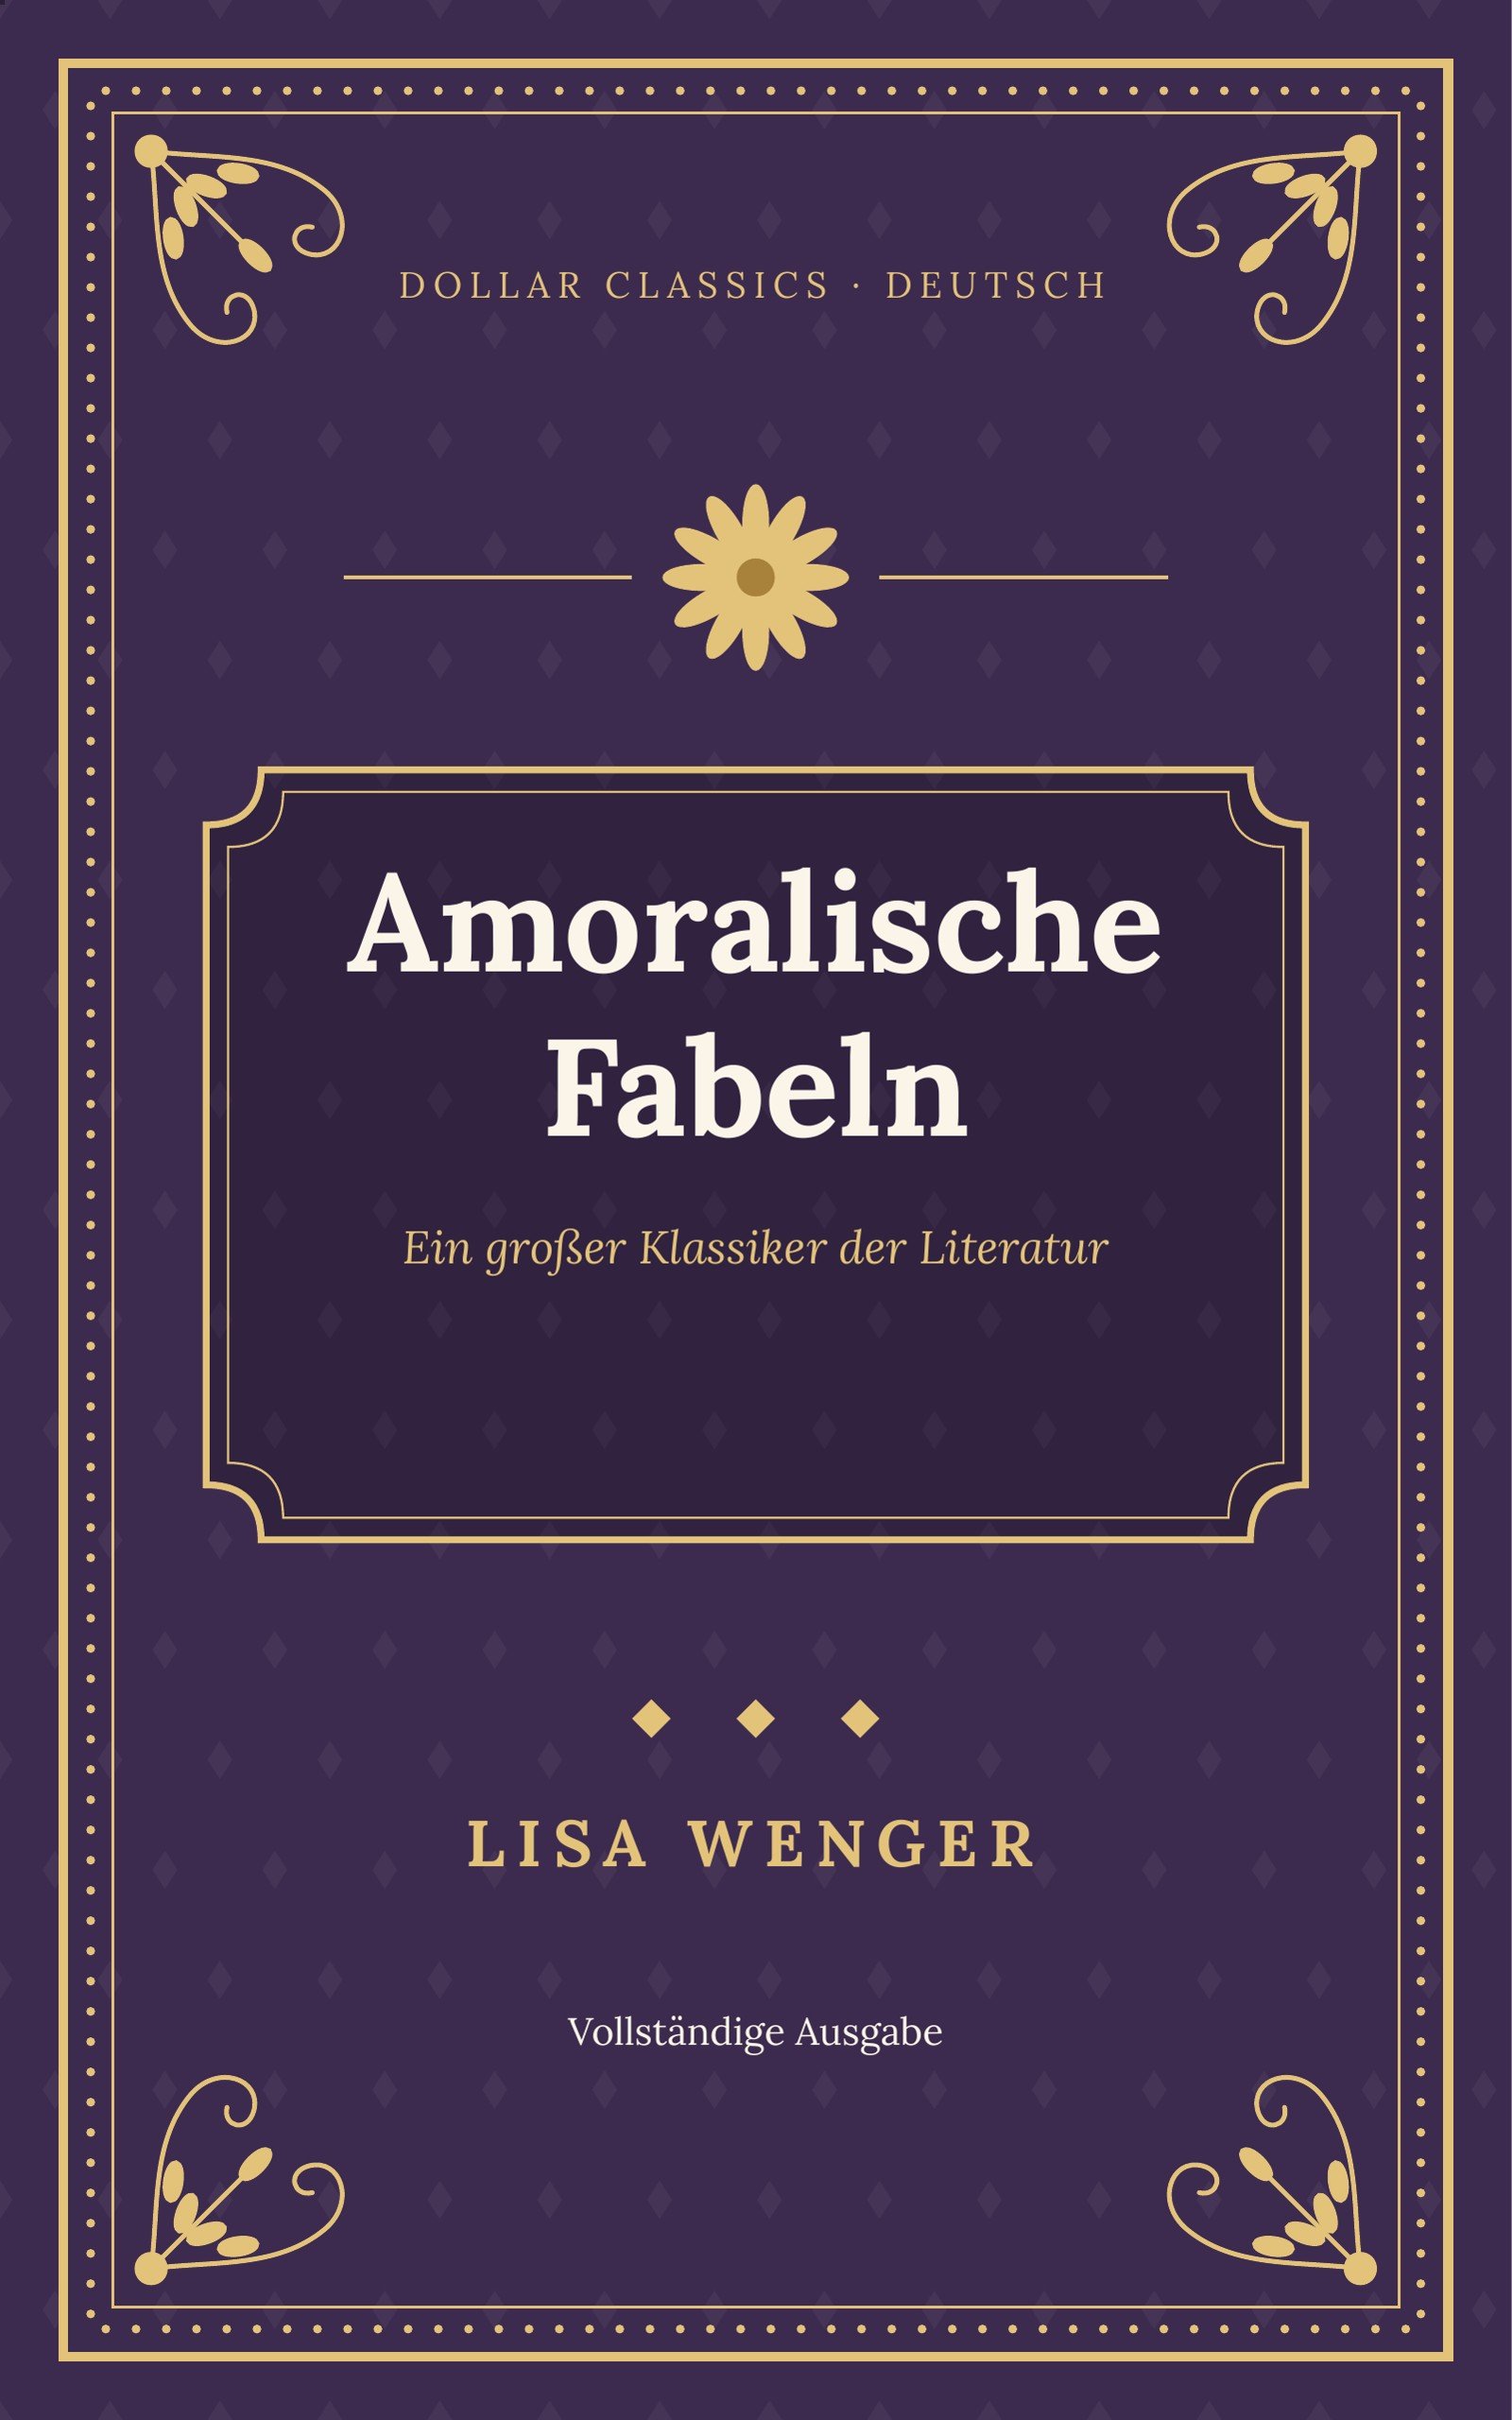 DOLLAR CLASSICS · DEUTSCH
Amoralische
Fabeln
Ein großer Klassiker der Literatur
LISA WENGER
Vollständige Ausgabe